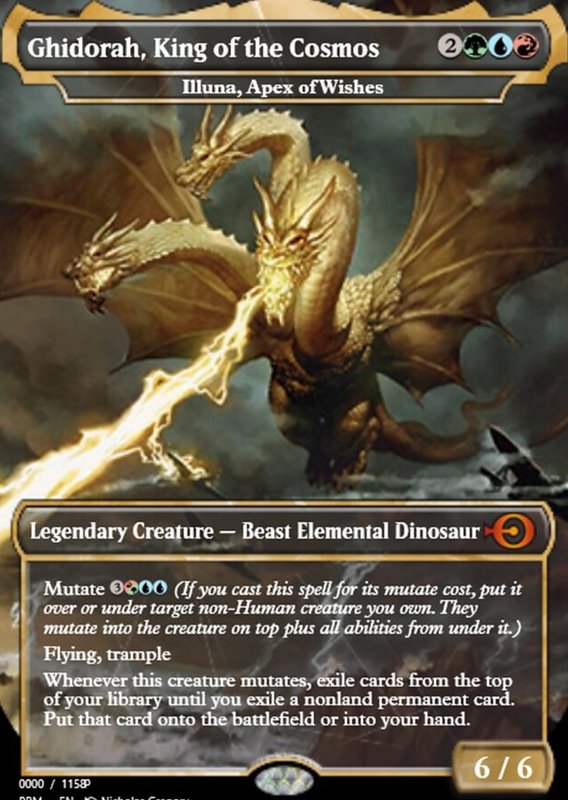 Ghidorah, King of the Cosmos 2
Illuna, Apex of Wishes
Legendary Creature — Beast Elemental Dinosaur
Mutate 3 (If you cast this spell for its mutate cost, put it
over or under target non-Human creature you own. They
mutate into the creature on top plus all abilities from under it.)
Flying, trample
Whenever this creature mutates, exile cards from the top
of your library until you exile a nonland permanent card.
Put that card onto the battlefield or into your hand.
6 / 6
0000 / 1158P